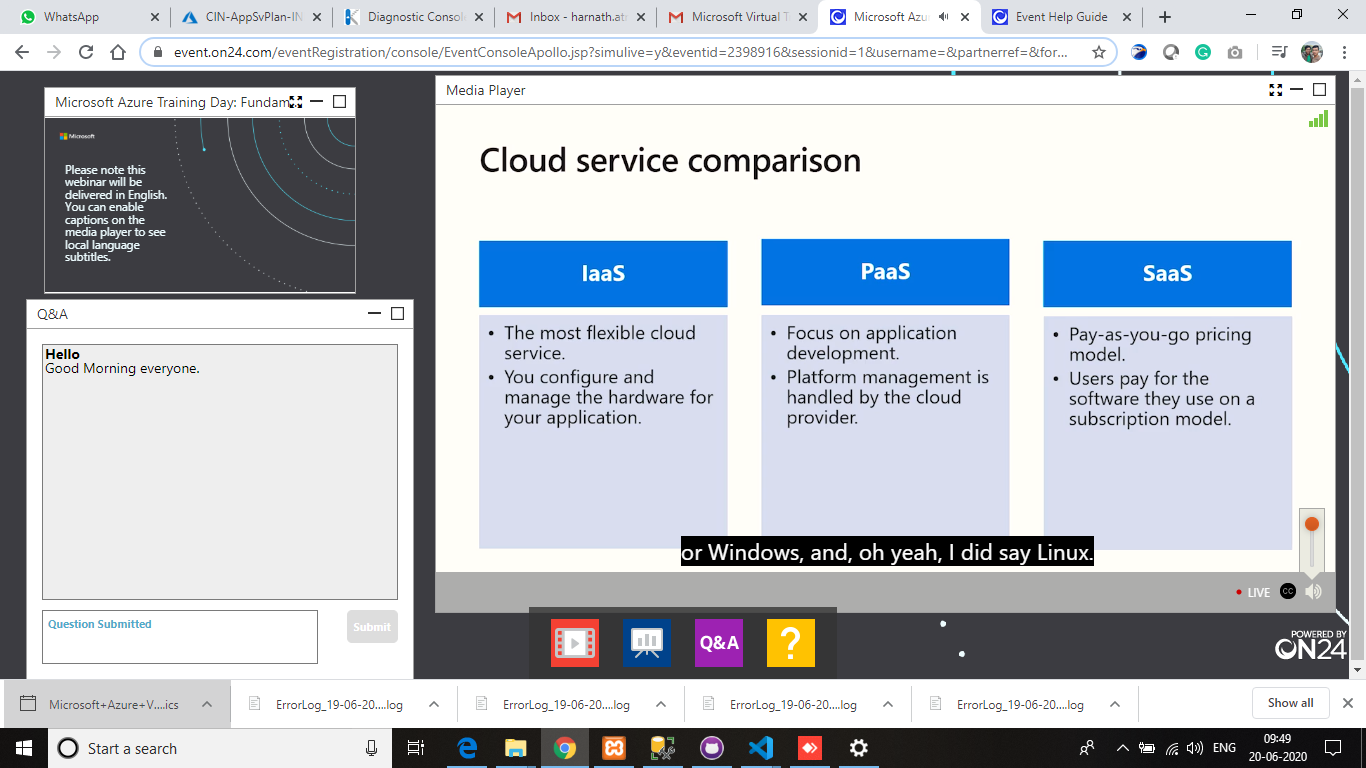 WhatsApp
CIN-AppSvPlan-IN
Diagnostic Consol
Inbox - harnath.at
Microsoft Virtual T
Microsoft Azu
Event Help Guide
event.on24.com/eventRegistration/console/EventConsoleApollo.jsp?simulive=y&eventid=2398916&sessionid=1&username=&partnerref=&for...
Microsoft Azure Training Day: Fundam
Microsoft
Please note this
webinar will be
delivered in English.
You can enable
captions on the
media player to see
local language
subtitles.
Q&A
Hello
Good Morning everyone.
Question Submitted
Submit
Media Player
Cloud service comparison
IaaS
• The most flexible cloud
service.
• You configure and
manage the hardware for
your application.
PaaS
• Focus on application
development.
• Platform management is
handled by the cloud
provider.
SaaS
• Pay-as-you-go pricing
model.
• Users pay for the
software they use on a
subscription model.
or Windows, and, oh yeah, I did say Linux.
LIVE
CC
Q&A
?
POWERED BY
ON24
Microsoft+Azure+V....ics
ErrorLog_19-06-20....log
ErrorLog_19-06-20....log
ErrorLog_19-06-20....log
ErrorLog_19-06-20....log
Show all
Start a search
ENG
09:49
20-06-2020